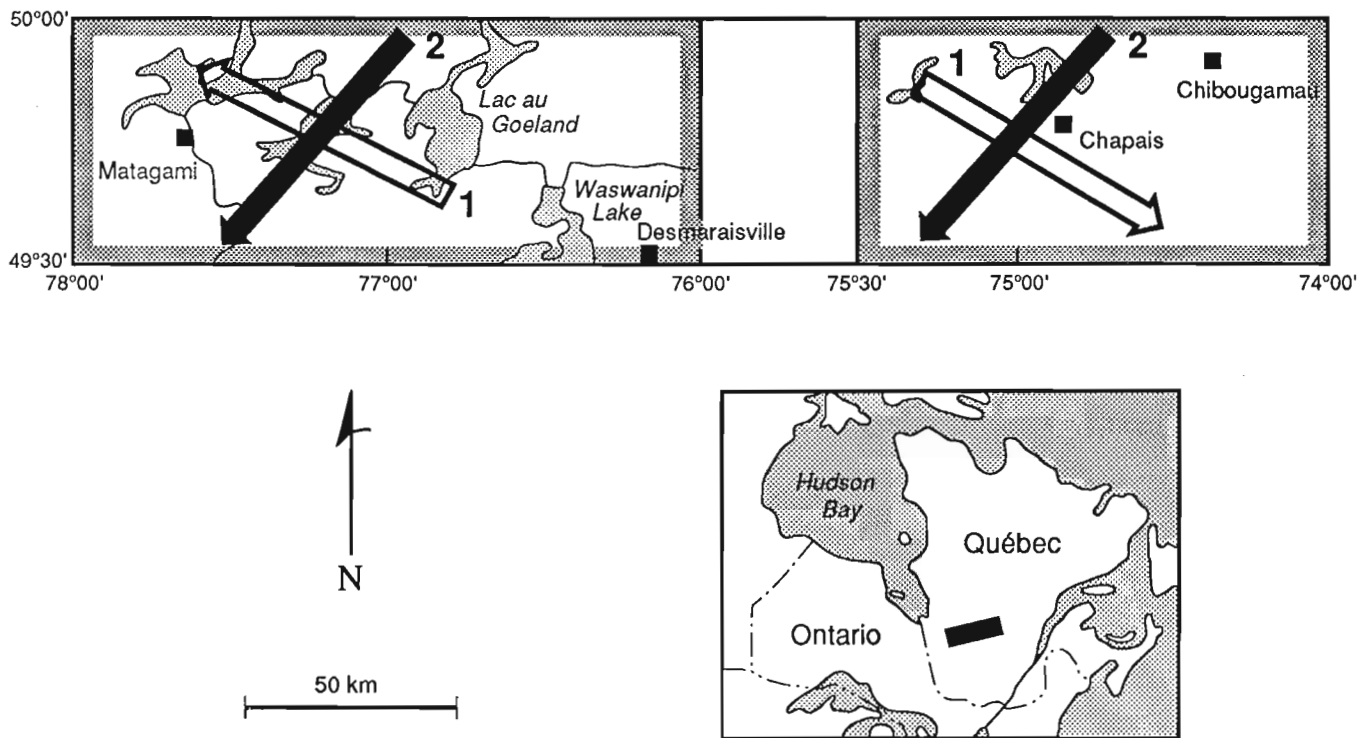 50°00'
2
Lac au
Goeland
Matagami
1
Waswanipi
Lake
Desmaraisville
49°30'
78°00'
77°00'
76°00'
1
2
Chibougamau
Chapais
75°30'
75°00'
74°00'
N
50 km
Hudson
Bay
Québec
Ontario